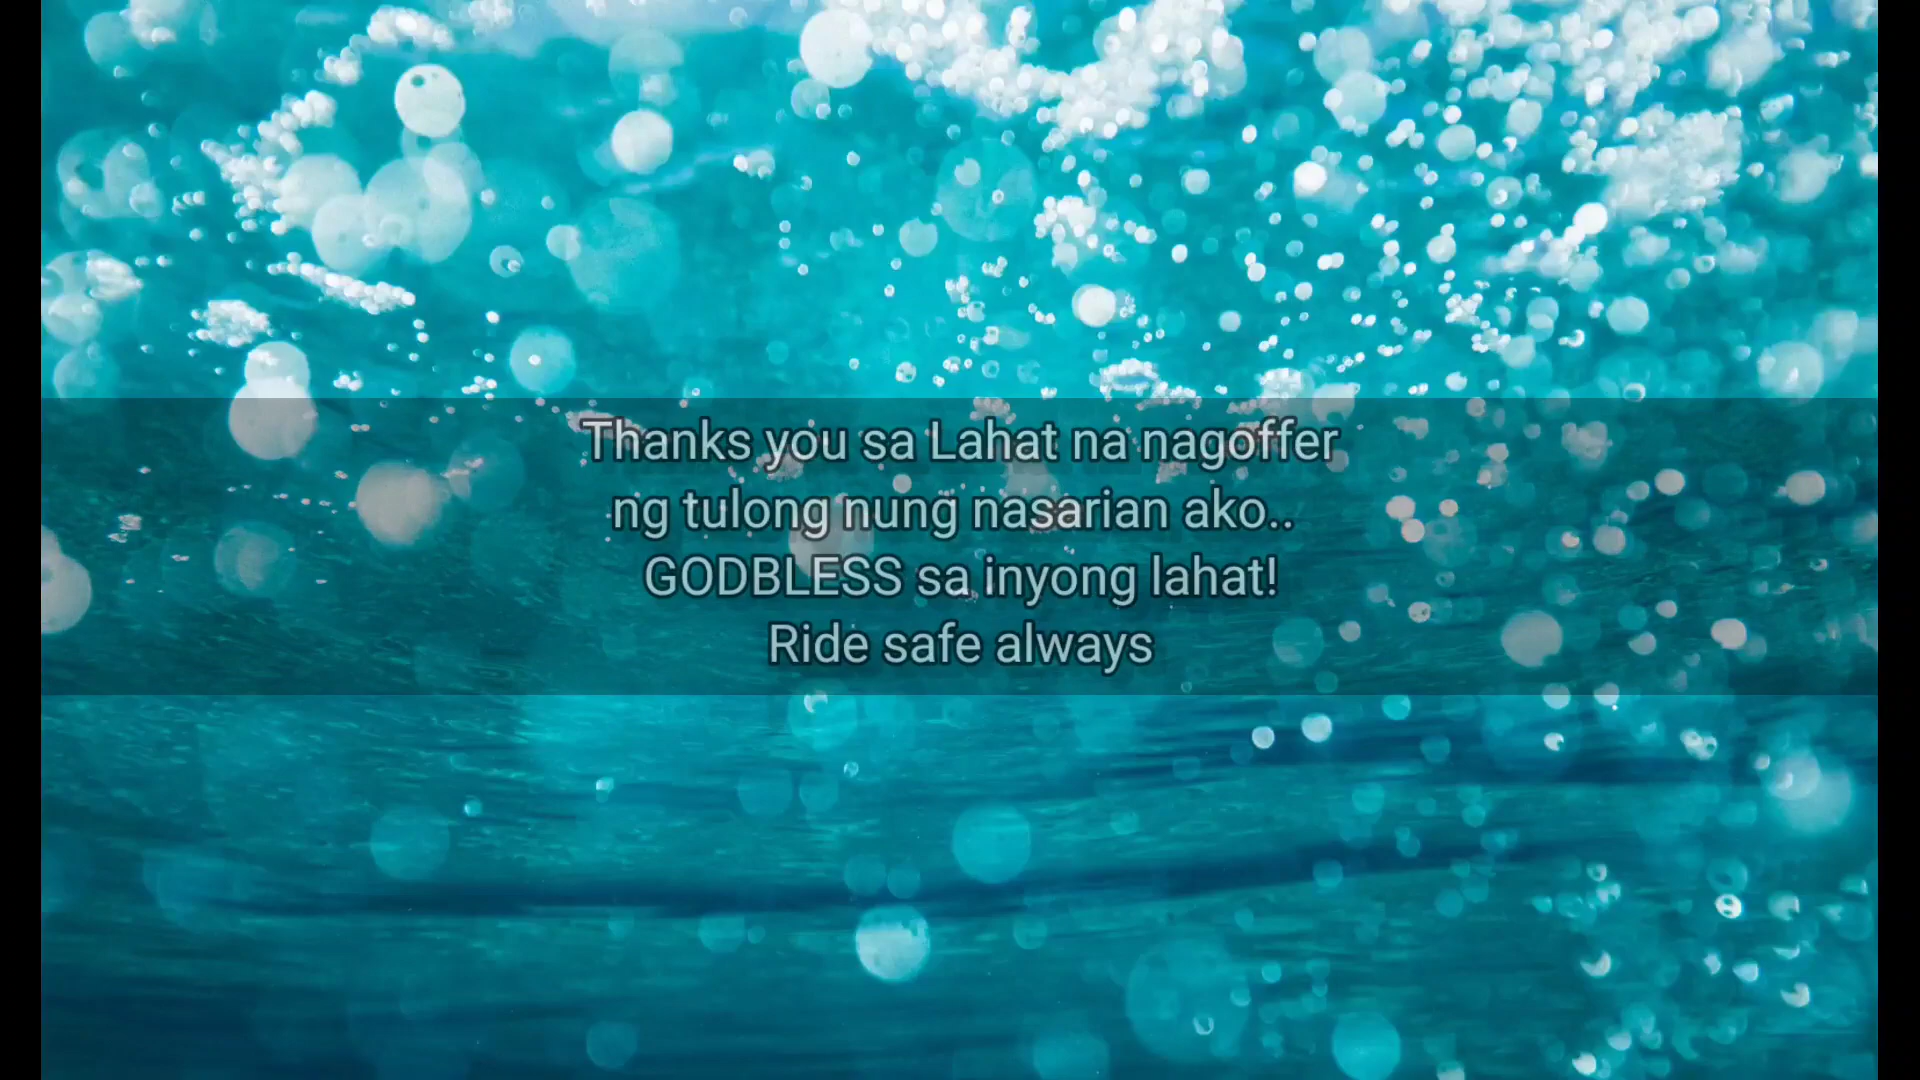 Thanks you sa Lahat na nagoffer
ng tulong nung nasarian ako..
GODBLESS sa inyong lahat!
Ride safe always